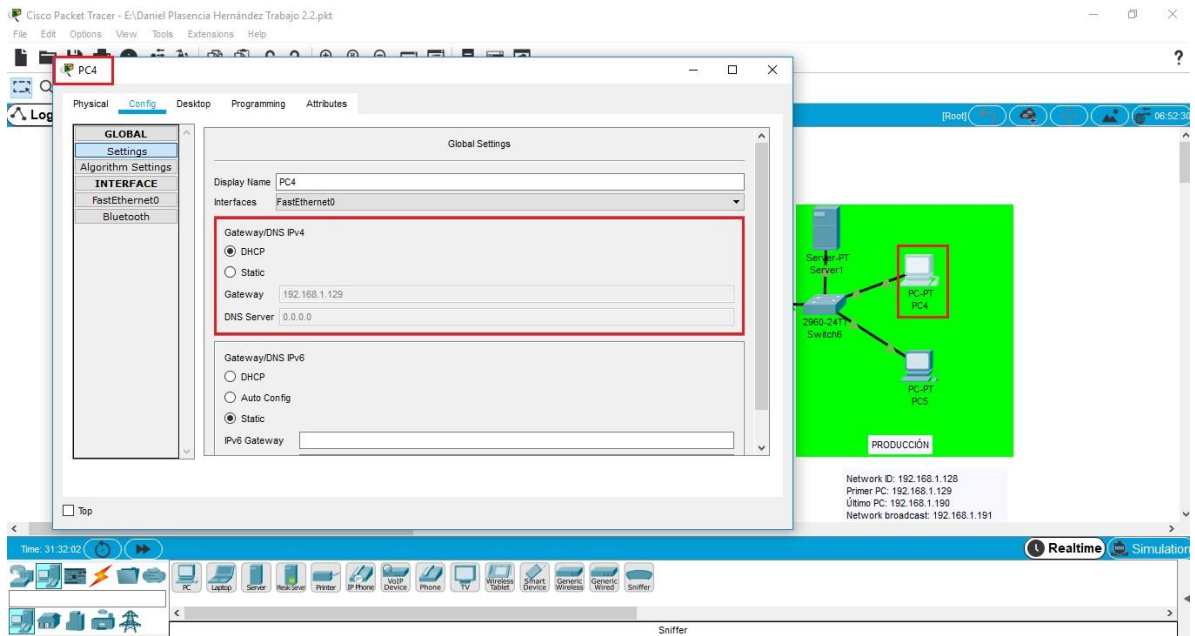 Cisco Packet Tracer - E:\Daniel Plasencia Hernández Trabajo 2.2.pkt
File Edit Options View Tools Extensions Help
?
PC4
Physical Config Desktop Programming Attributes
Log
[Root]
06:52:30
GLOBAL
Settings
Algorithm Settings
INTERFACE
FastEthernet0
Bluetooth
Global Settings
Display Name PC4
Interfaces FastEthernet0
Gateway/DNS IPv4
DHCP
Static
Gateway 192.168.1.129
DNS Server 0.0.0.0
Gateway/DNS IPv6
DHCP
Auto Config
Static
IPv6 Gateway
Top
Server-PT
Server1
PC-PT
PC4
2960-24TT
Switch6
PC-PT
PC5
PRODUCCIÓN
Network ID: 192.168.1.128
Primer PC: 192.168.1.129
Último PC: 192.168.1.190
Network broadcast: 192.168.1.191
Time: 31:32:02
Realtime Simulation
PC Laptop Server Printer IP Phone VoIP Device Phone TV Wireless Tablet Smart Device Generic Wireless Generic Wired Sniffer
Sniffer